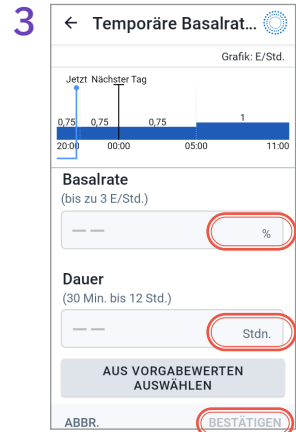 3
Temporäre Basalrat...
Grafik: E/Std.
Jetzt Nächster Tag
0,75 0,75 0,75 1
20:00 00:00 05:00 11:00
Basalrate
(bis zu 3 E/Std.)
— — %
Dauer
(30 Min. bis 12 Std.)
— — Stdn.
AUS VORGABEWERTEN
AUSWÄHLEN
ABBR. BESTÄTIGEN